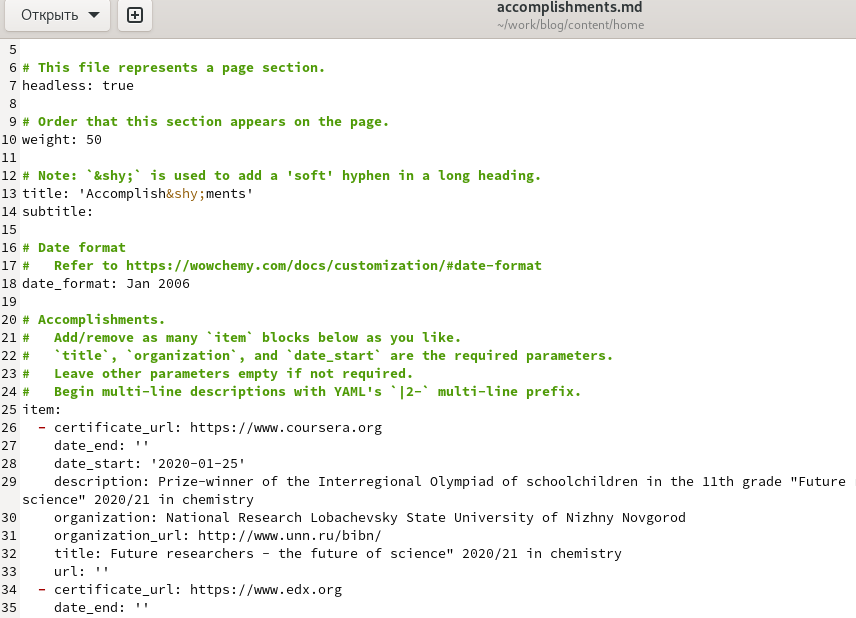 Открыть
accomplishments.md
~/work/blog/content/home
5
6 # This file represents a page section.
7 headless: true
8
9 # Order that this section appears on the page.
10 weight: 50
11
12 # Note: `&shy;` is used to add a 'soft' hyphen in a long heading.
13 title: 'Accomplish&shy;ments'
14 subtitle:
15
16 # Date format
17 #   Refer to https://wowchemy.com/docs/customization/#date-format
18 date_format: Jan 2006
19
20 # Accomplishments.
21 #   Add/remove as many `item` blocks below as you like.
22 #   `title`, `organization`, and `date_start` are the required parameters.
23 #   Leave other parameters empty if not required.
24 #   Begin multi-line descriptions with YAML's `|2-` multi-line prefix.
25 item:
26   - certificate_url: https://www.coursera.org
27     date_end: ''
28     date_start: '2020-01-25'
29     description: Prize-winner of the Interregional Olympiad of schoolchildren in the 11th grade "Future
science" 2020/21 in chemistry
30     organization: National Research Lobachevsky State University of Nizhny Novgorod
31     organization_url: http://www.unn.ru/bibn/
32     title: Future researchers - the future of science" 2020/21 in chemistry
33     url: ''
34   - certificate_url: https://www.edx.org
35     date_end: ''